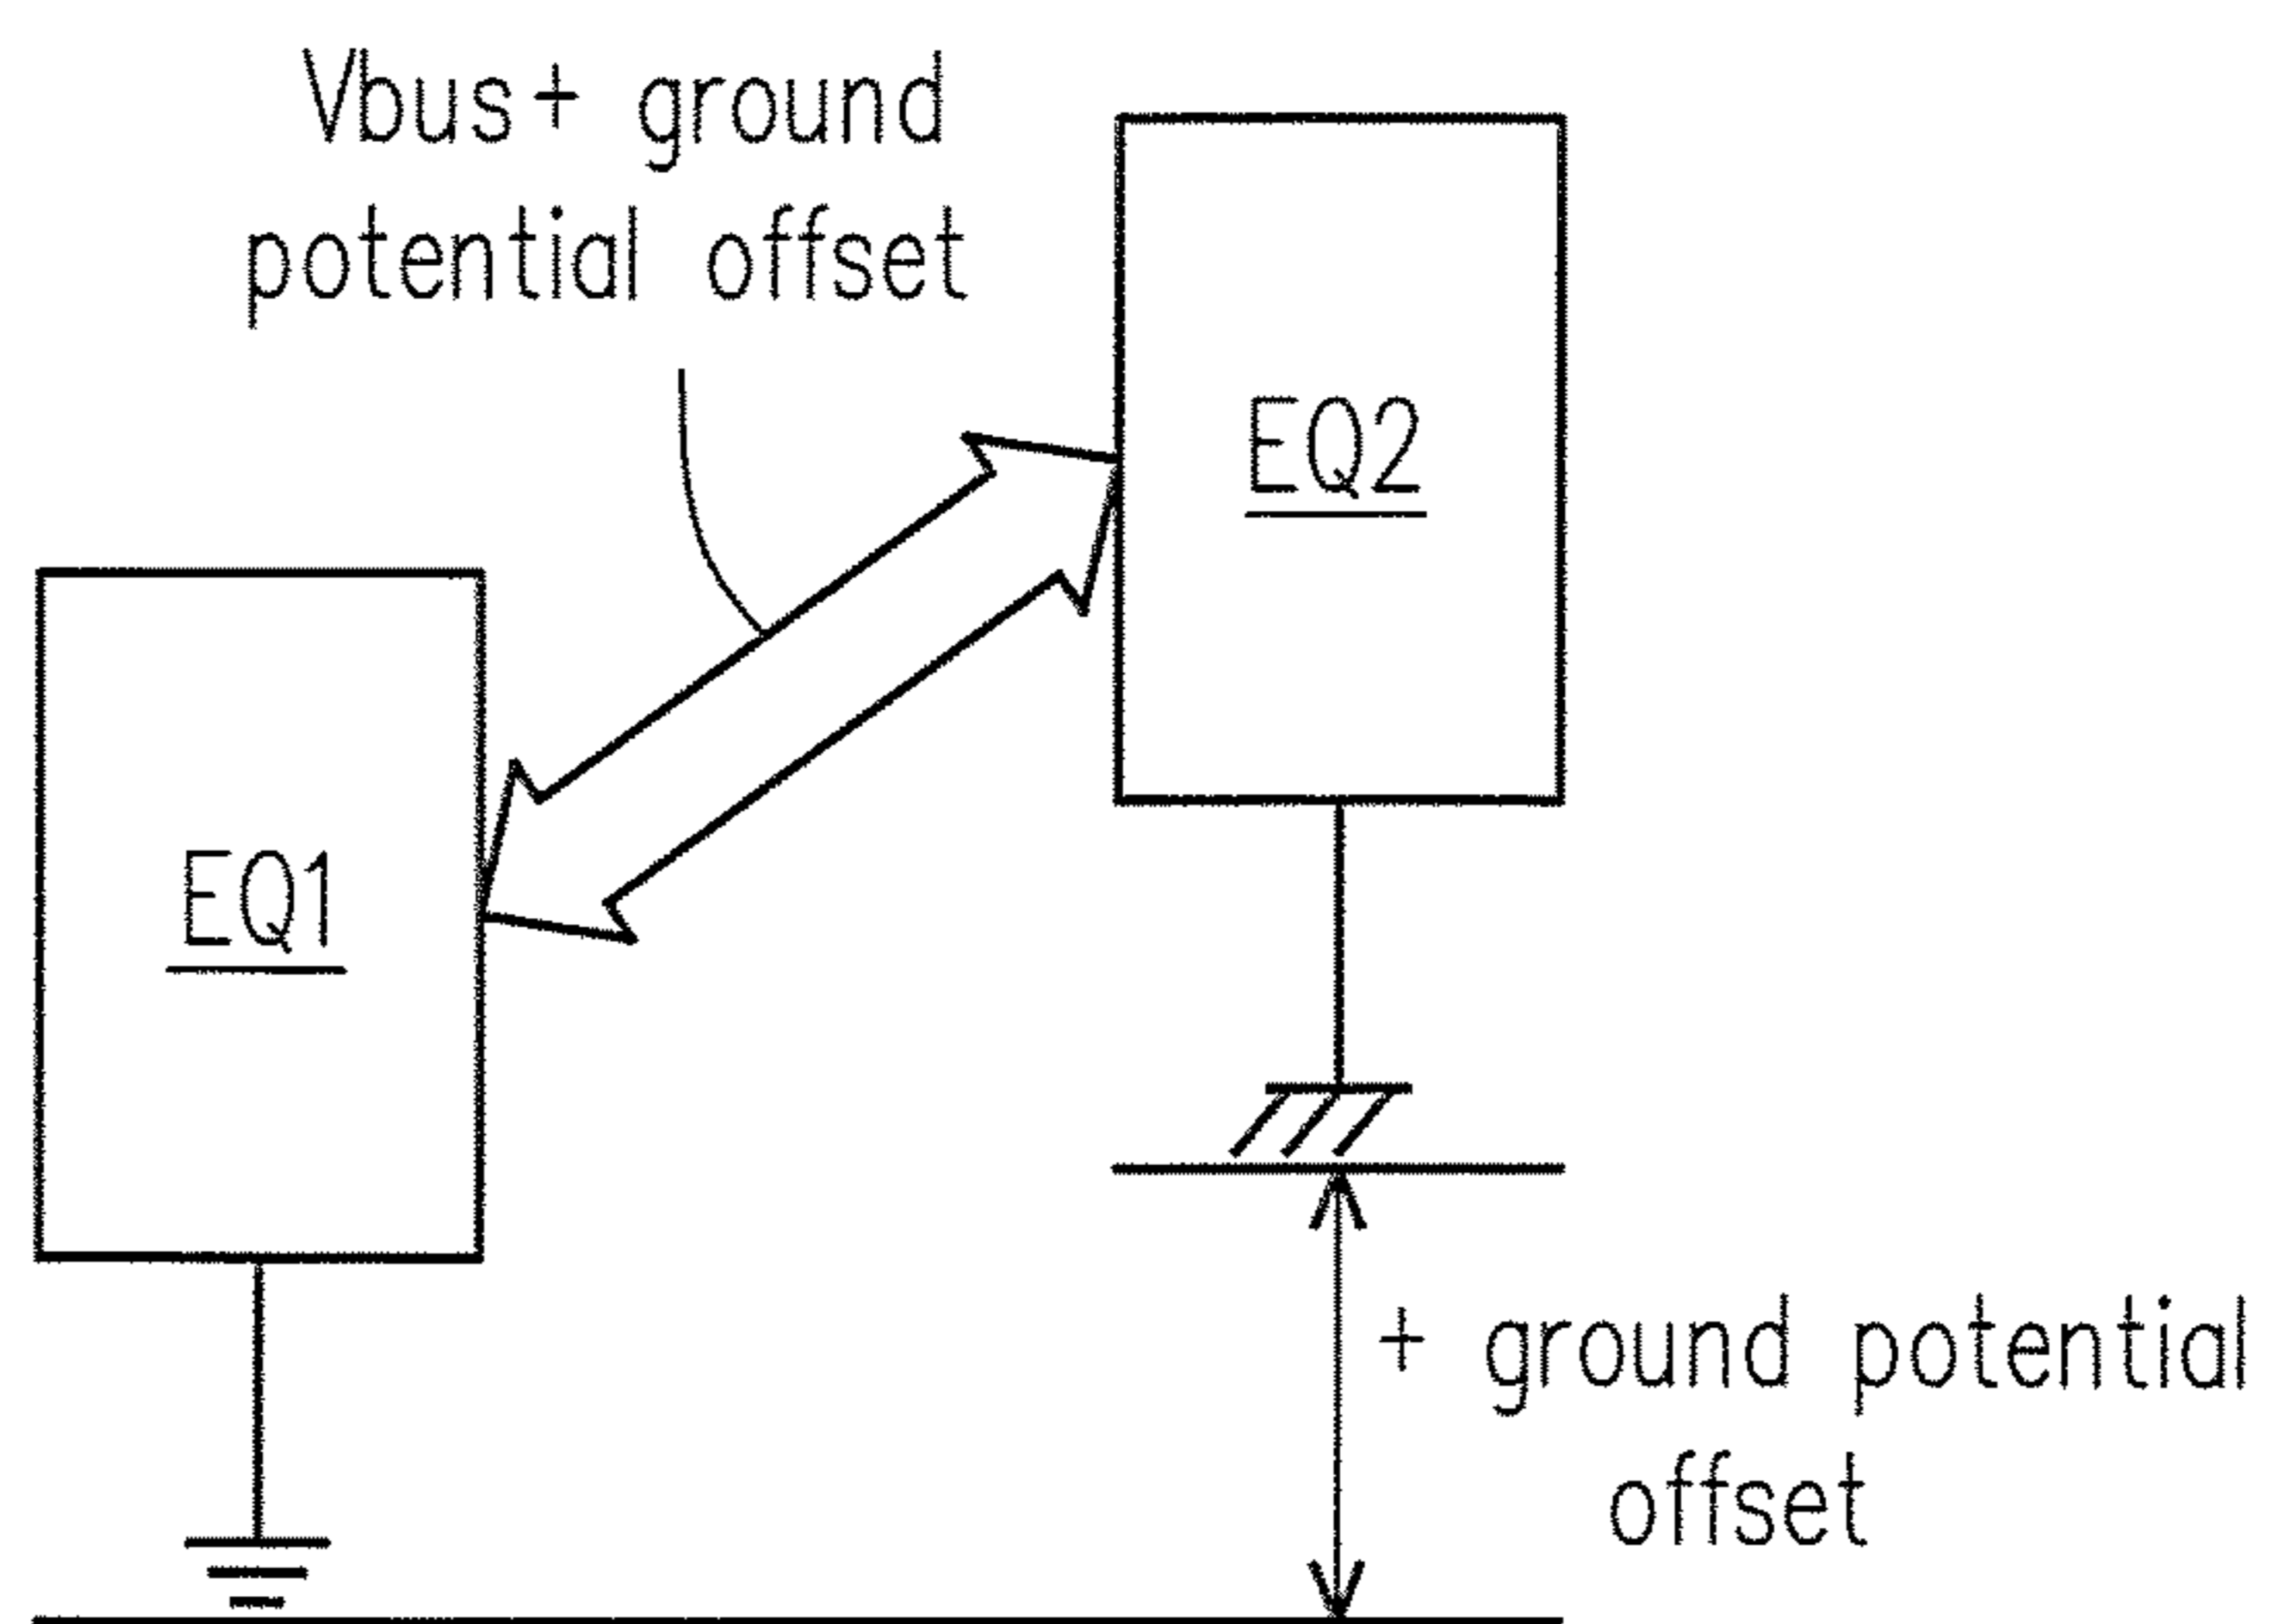 Vbus+ ground
potential offset
EQ2
EQ1
+ ground potential
offset